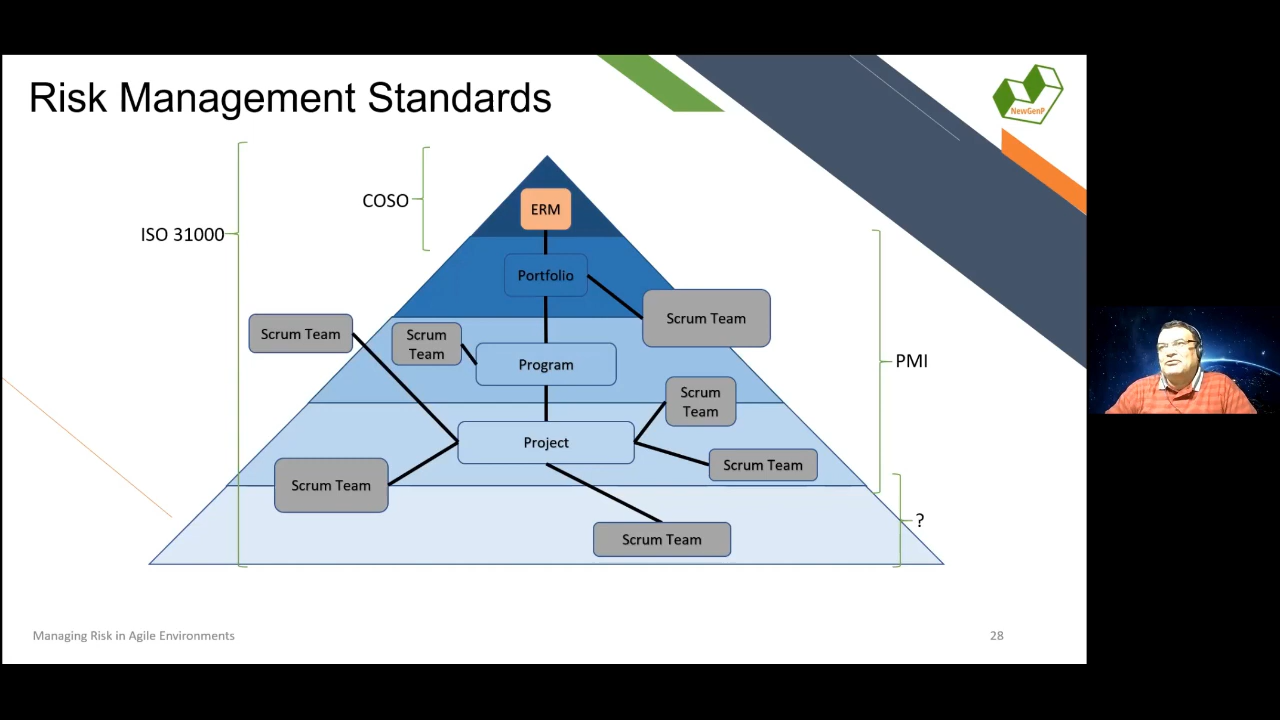 Risk Management Standards
NewGenP
COSO
ISO 31000
ERM
Portfolio
Scrum Team
Scrum Team
Scrum
Team
Program
PMI
Scrum
Team
Project
Scrum Team
Scrum Team
?
Scrum Team
Managing Risk in Agile Environments
28